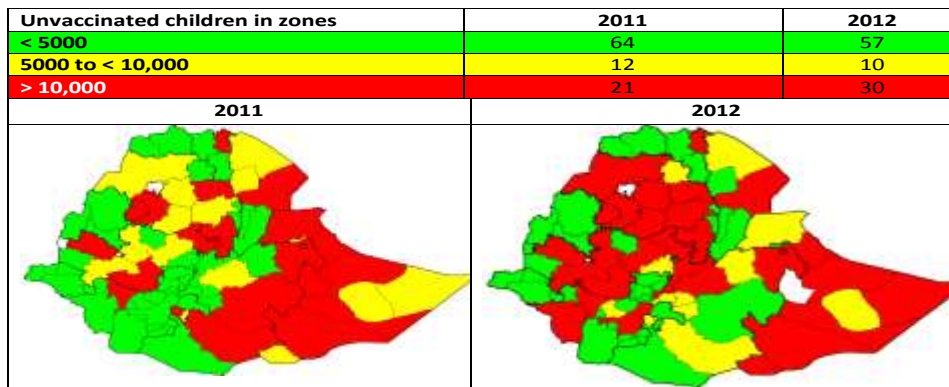 Unvaccinated children in zones 2011 2012
< 5000 64 57
5000 to < 10,000 12 10
> 10,000 21 30
2011 2012